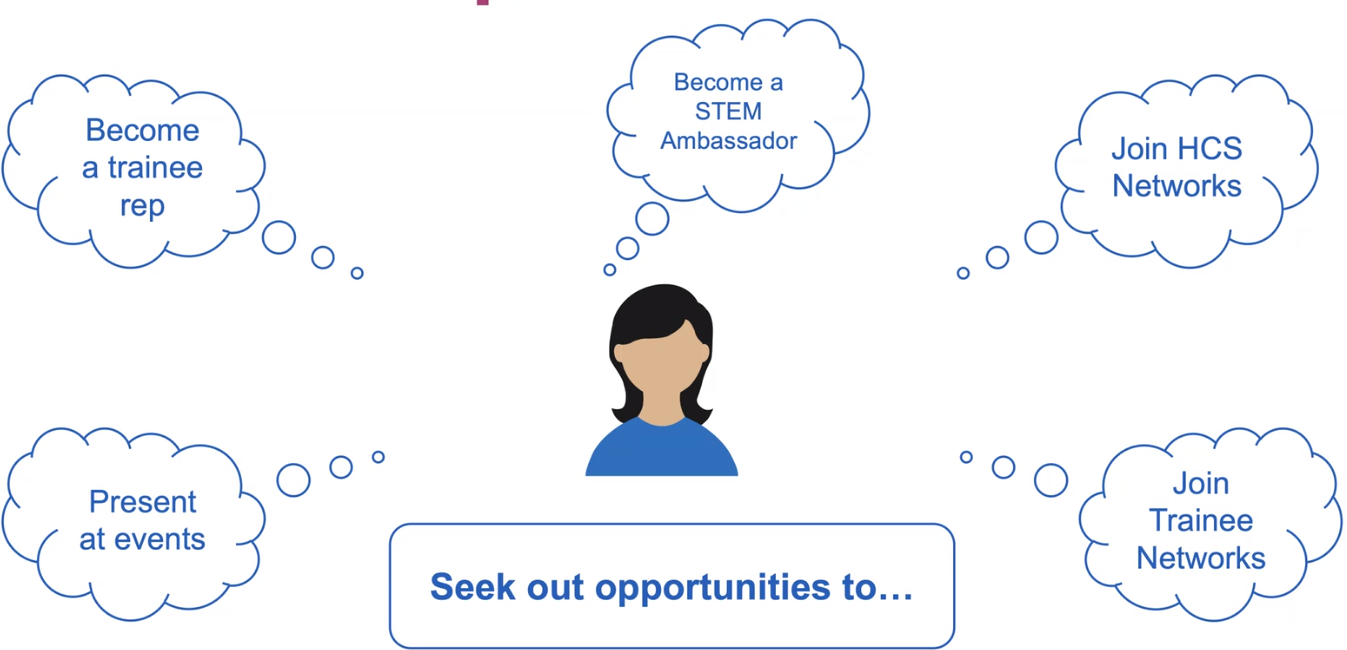 Become
a trainee
rep
Become a
STEM
Ambassador
Join HCS
Networks
Present
at events
Join
Trainee
Networks
Seek out opportunities to…